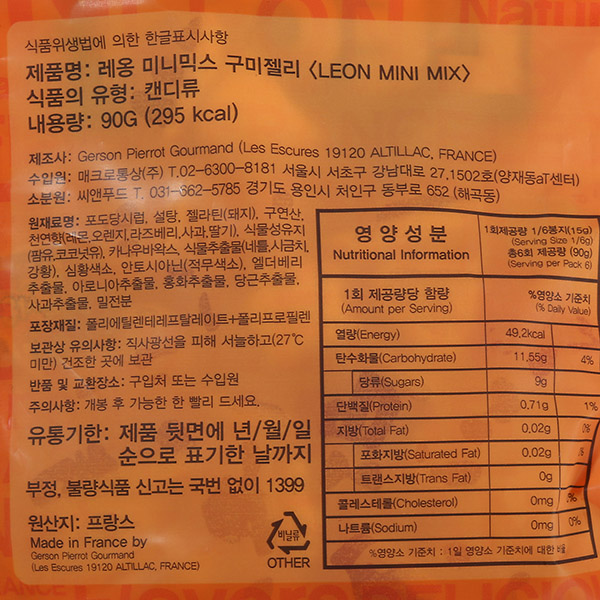 Natur
식품위생법에 의한 한글표시사항
제품명: 레옹 미니믹스 구미젤리 〈LEON MINI MIX〉
식품의 유형: 캔디류
내용량: 90G (295 kcal)
제조사: Gerson Pierrot Gourmand (Les Escures 19120 ALTILLAC, FRANCE)
수입원: 매크로통상(주) T.02-6300-8181 서울시 서초구 강남대로 27,1502호(양재동aT센터)
소분원: 씨앤푸드 T. 031-662-5785 경기도 용인시 처인구 동부로 652 (해곡동)
원재료명: 포도당시럽, 설탕, 젤라틴(돼지), 구연산,
천연향(레몬,오렌지,라즈베리,사과,딸기), 식물성유지
(팜유,코코넛유), 카나우바왁스, 식물추출물(네틀,시금치,
강황), 심황색소, 안토시아닌(적무색소), 엘더베리
추출물, 아로니아추출물, 홍화추출물, 당근추출물,
사과추출물, 밀전분
포장재질: 폴리에틸렌테레프탈레이트+폴리프로필렌
보관상 유의사항: 직사광선을 피해 서늘하고(27℃
미만) 건조한 곳에 보관
반품 및 교환장소: 구입처 또는 수입원
주의사항: 개봉 후 가능한 한 빨리 드세요.
유통기한: 제품 뒷면에 년/월/일
순으로 표기한 날까지
부정, 불량식품 신고는 국번 없이 1399
원산지: 프랑스
Made in France by
Gerson Pierrot Gourmand
(Les Escures 19120 ALTILLAC, FRANCE)
비닐류
OTHER
영 양 성 분
Nutritional Information
1회제공량 1/6봉지(15g)
(Serving Size 1/6g)
총6회 제공량 (90g)
(Serving per Pack 6)
1회 제공량당 함량
(Amount per Serving)
%영양소 기준치
(% Daily Value)
열량(Energy) 49.2kcal
탄수화물(Carbohydrate) 11.55g 4%
당류(Sugars) 9g
단백질(Protein) 0.71g 1%
지방(Total Fat) 0.02g %
포화지방(Saturated Fat) 0.02g %
트랜스지방(Trans Fat) 0g
콜레스테롤(Cholesterol) 0mg %
나트륨(Sodium) 0mg 0%
%영양소 기준치 : 1일 영양소 기준치에 대한 비율